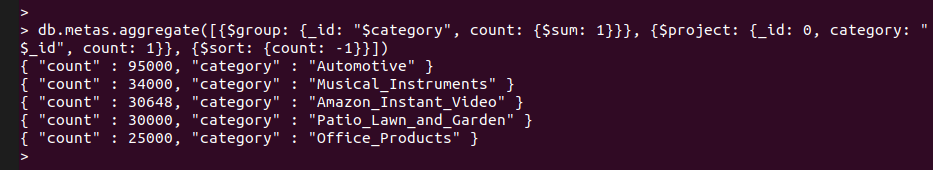 >
> db.metas.aggregate([{$group: {_id: "$category", count: {$sum: 1}}}, {$project: {_id: 0, category: "
$_id", count: 1}}, {$sort: {count: -1}}])
{ "count" : 95000, "category" : "Automotive" }
{ "count" : 34000, "category" : "Musical_Instruments" }
{ "count" : 30648, "category" : "Amazon_Instant_Video" }
{ "count" : 30000, "category" : "Patio_Lawn_and_Garden" }
{ "count" : 25000, "category" : "Office_Products" }
>